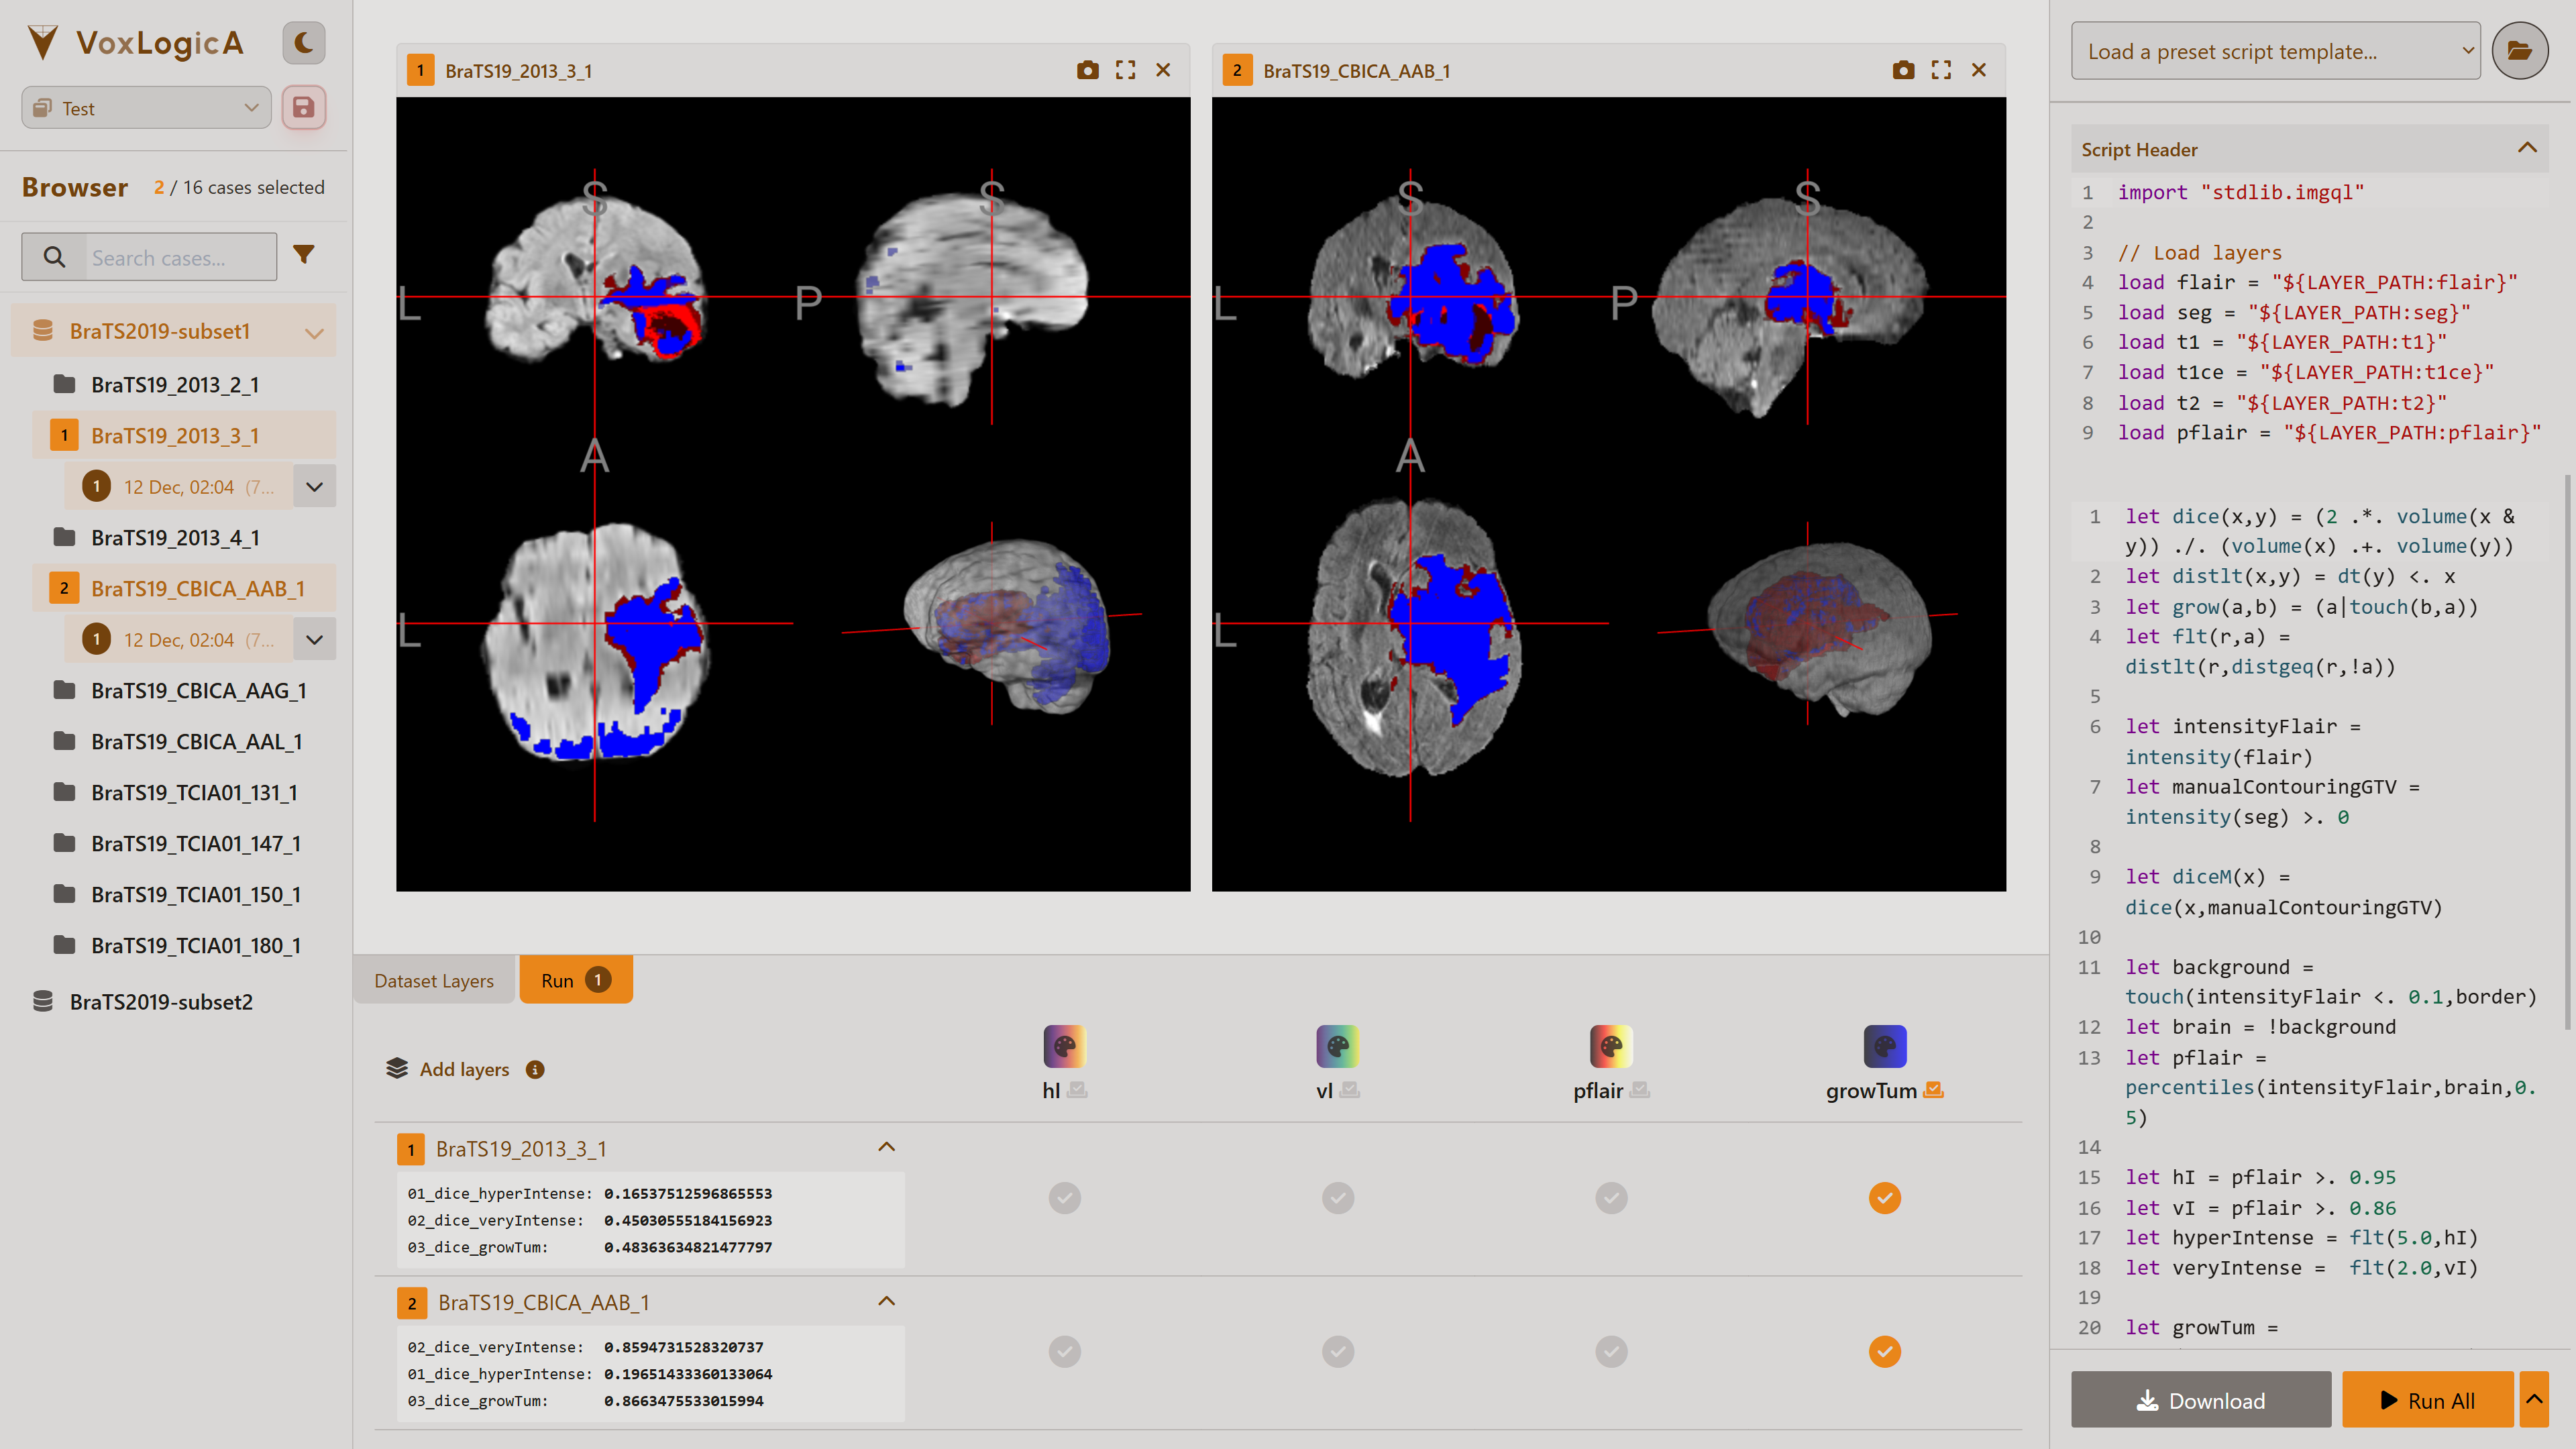 VoxLogicA
Test
Browser 2 / 16 cases selected
Search cases...
BraTS2019-subset1
BraTS19_2013_2_1
1 BraTS19_2013_3_1
1 12 Dec, 02:04 (7...
BraTS19_2013_4_1
2 BraTS19_CBICA_AAB_1
1 12 Dec, 02:04 (7...
BraTS19_CBICA_AAG_1
BraTS19_CBICA_AAL_1
BraTS19_TCIA01_131_1
BraTS19_TCIA01_147_1
BraTS19_TCIA01_150_1
BraTS19_TCIA01_180_1
BraTS2019-subset2
1 BraTS19_2013_3_1
S S
L P
A
L
2 BraTS19_CBICA_AAB_1
S S
L P
A
L
Dataset Layers Run 1
Add layers hI vI pflair growTum
1 BraTS19_2013_3_1
01_dice_hyperIntense: 0.16537512596865553
02_dice_veryIntense: 0.45030555184156923
03_dice_growTum: 0.48363634821477797
2 BraTS19_CBICA_AAB_1
02_dice_veryIntense: 0.8594731528320737
01_dice_hyperIntense: 0.19651433360133064
03_dice_growTum: 0.8663475533015994
Load a preset script template...
Script Header
1 import "stdlib.imgql"
2
3 // Load layers
4 load flair = "${LAYER_PATH:flair}"
5 load seg = "${LAYER_PATH:seg}"
6 load t1 = "${LAYER_PATH:t1}"
7 load t1ce = "${LAYER_PATH:t1ce}"
8 load t2 = "${LAYER_PATH:t2}"
9 load pflair = "${LAYER_PATH:pflair}"
1 let dice(x,y) = (2 .*. volume(x &
y)) ./. (volume(x) .+. volume(y))
2 let distlt(x,y) = dt(y) <. x
3 let grow(a,b) = (a|touch(b,a))
4 let flt(r,a) =
distlt(r,distgeq(r,!a))
5
6 let intensityFlair =
intensity(flair)
7 let manualContouringGTV =
intensity(seg) >. 0
8
9 let diceM(x) =
dice(x,manualContouringGTV)
10
11 let background =
touch(intensityFlair <. 0.1,border)
12 let brain = !background
13 let pflair =
percentiles(intensityFlair,brain,0.
5)
14
15 let hI = pflair >. 0.95
16 let vI = pflair >. 0.86
17 let hyperIntense = flt(5.0,hI)
18 let veryIntense = flt(2.0,vI)
19
20 let growTum =
Download Run All